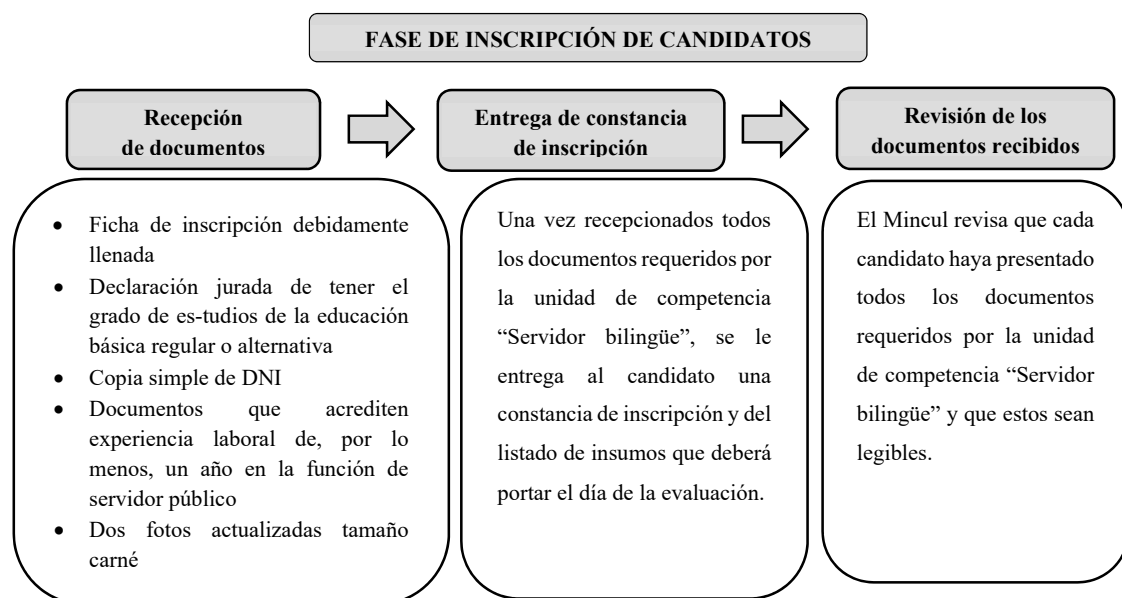 FASE DE INSCRIPCIÓN DE CANDIDATOS
Recepción
de documentos
Entrega de constancia
de inscripción
Revisión de los
documentos recibidos
• Ficha de inscripción debidamente
llenada
• Declaración jurada de tener el
grado de es-tudios de la educación
básica regular o alternativa
• Copia simple de DNI
• Documentos que acrediten
experiencia laboral de, por lo
menos, un año en la función de
servidor público
• Dos fotos actualizadas tamaño
carné
Una vez recepcionados todos
los documentos requeridos por
la unidad de competencia
“Servidor bilingüe”, se le
entrega al candidato una
constancia de inscripción y del
listado de insumos que deberá
portar el día de la evaluación.
El Mincul revisa que cada
candidato haya presentado
todos los documentos
requeridos por la unidad
de competencia “Servidor
bilingüe” y que estos sean
legibles.